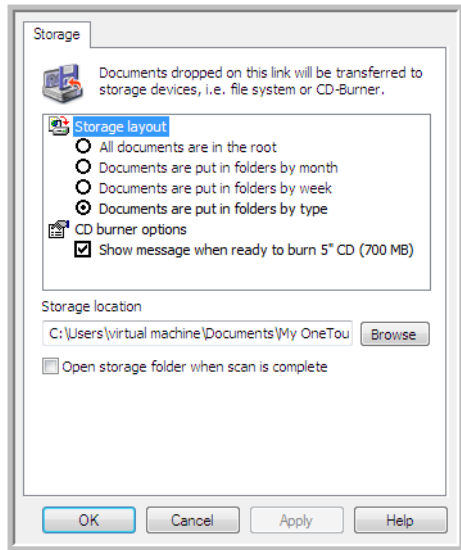 Storage
Documents dropped on this link will be transferred to
storage devices, i.e. file system or CD-Burner.
Storage layout
All documents are in the root
Documents are put in folders by month
Documents are put in folders by week
Documents are put in folders by type
CD burner options
Show message when ready to burn 5" CD (700 MB)
Storage location
C:\Users\virtual machine\Documents\My OneTou
Browse
Open storage folder when scan is complete
OK Cancel Apply Help